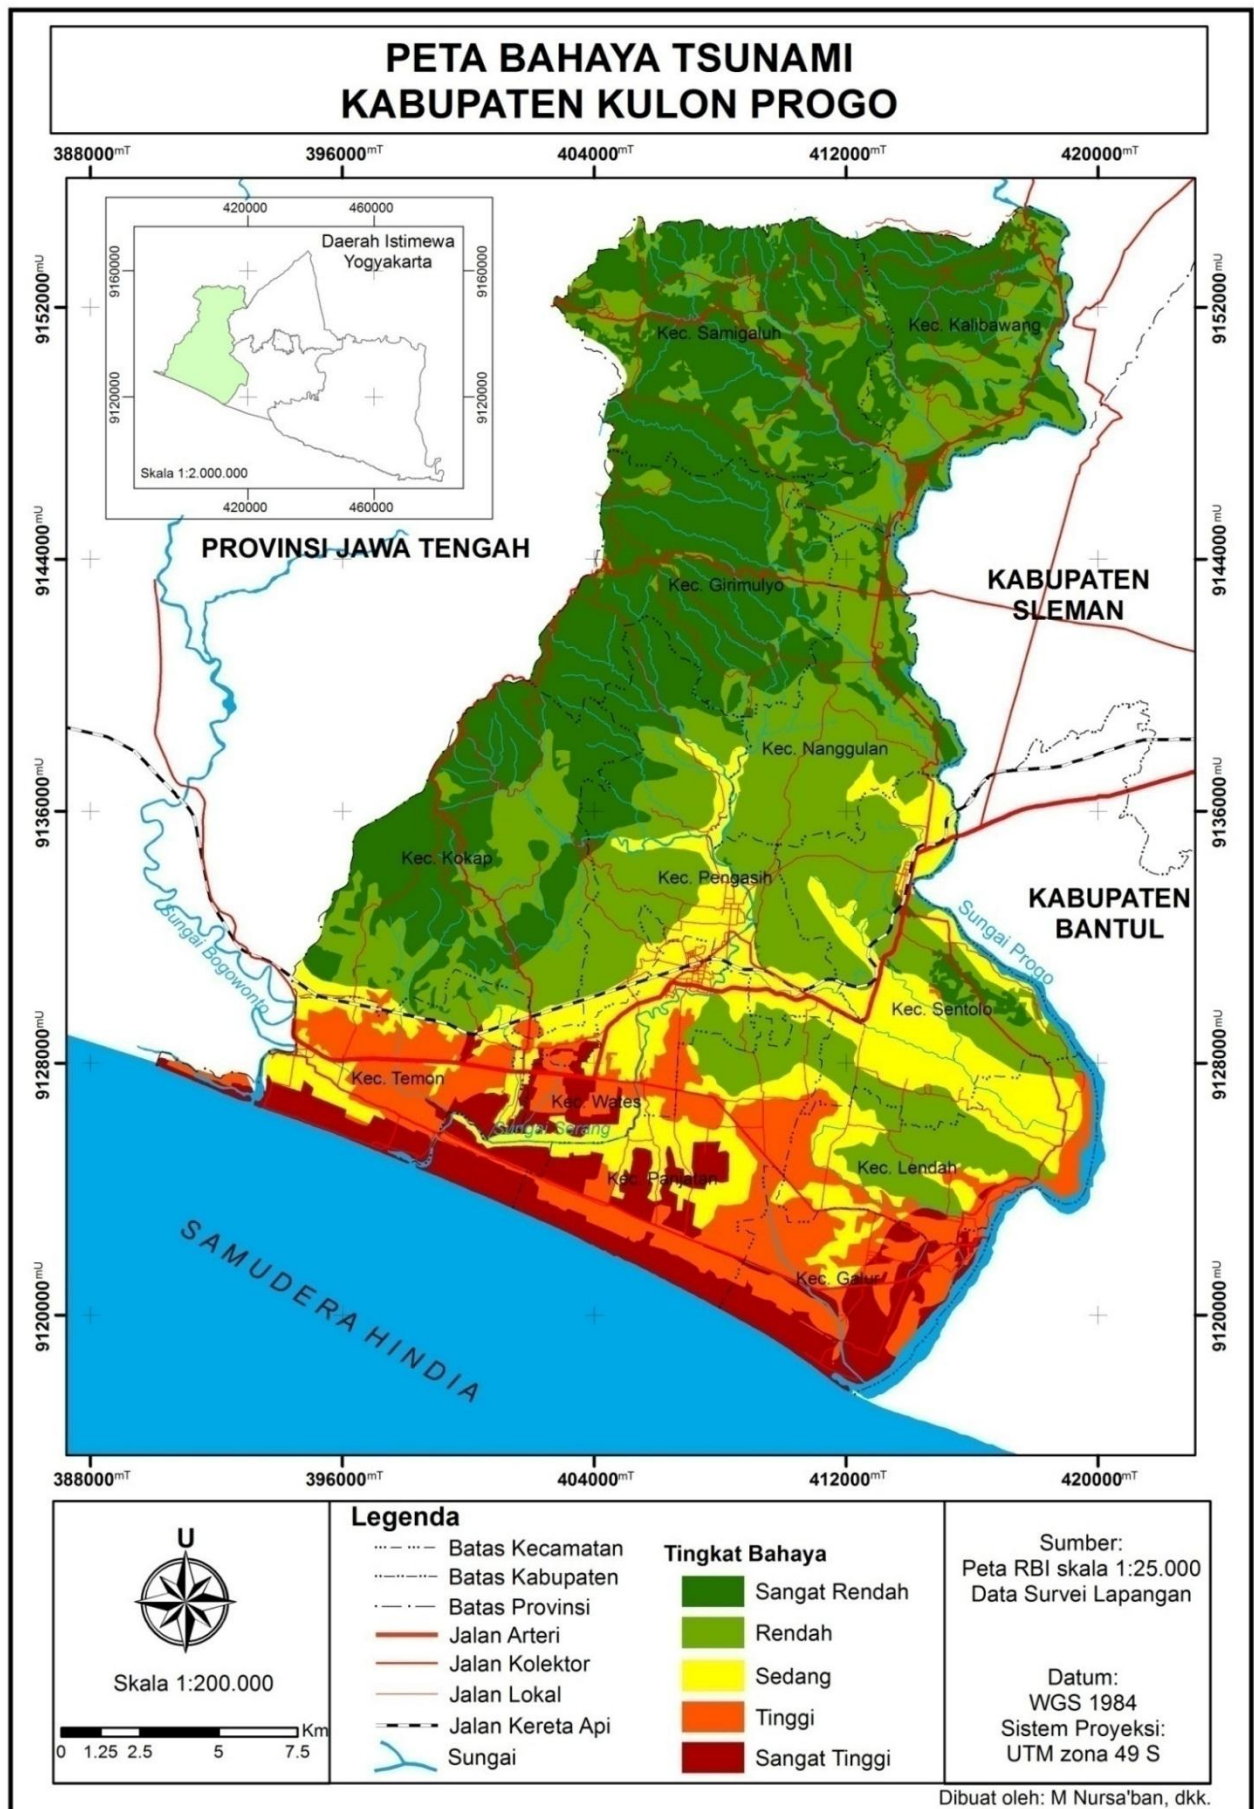 PETA BAHAYA TSUNAMI
KABUPATEN KULON PROGO
388000mT 396000mT 404000mT 412000mT 420000mT
420000 460000
Daerah Istimewa
Yogyakarta
9160000 9160000
9120000 9120000
Skala 1:2.000.000
420000 460000
9152000mU 9152000mU
Kec. Samigaluh
Kec. Kalibawang
PROVINSI JAWA TENGAH
9144000mU 9144000mU
Kec. Girimulyo
KABUPATEN
SLEMAN
Kec. Nanggulan
9136000mU 9136000mU
Kec. Kokap
Kec. Pengasih
KABUPATEN
BANTUL
Sungai Bogowonto
Sungai Progo
Kec. Sentolo
9128000mU 9128000mU
Kec. Temon
Kec. Wates
Sungai Serang
Kec. Lendah
Kec. Panjatan
Kec. Galur
9120000mU 9120000mU
SAMUDERA HINDIA
388000mT 396000mT 404000mT 412000mT 420000mT
U
Skala 1:200.000
Km
0 1.25 2.5 5 7.5
Legenda
Batas Kecamatan
Batas Kabupaten
Batas Provinsi
Jalan Arteri
Jalan Kolektor
Jalan Lokal
Jalan Kereta Api
Sungai
Tingkat Bahaya
Sangat Rendah
Rendah
Sedang
Tinggi
Sangat Tinggi
Sumber:
Peta RBI skala 1:25.000
Data Survei Lapangan
Datum:
WGS 1984
Sistem Proyeksi:
UTM zona 49 S
Dibuat oleh: M Nursa'ban, dkk.